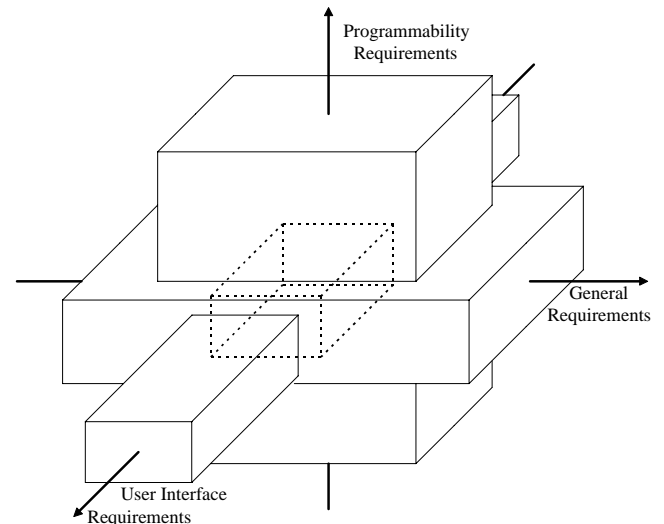 Programmability
Requirements
General
Requirements
User Interface
Requirements